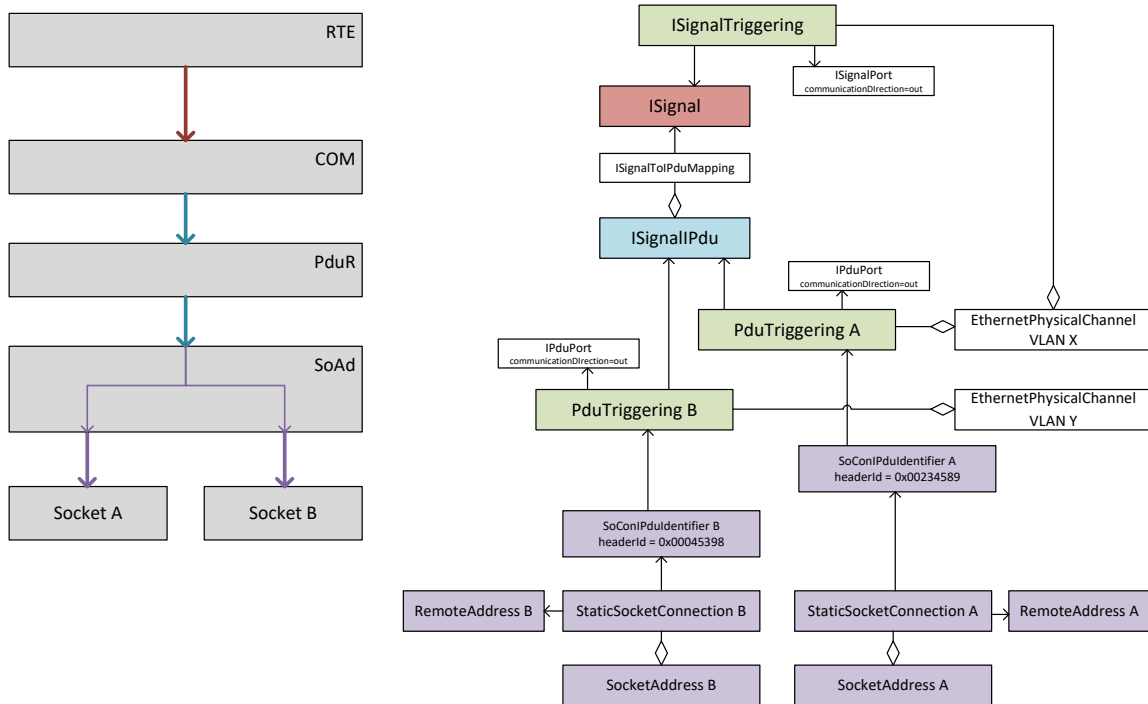 RTE
COM
PduR
SoAd
Socket A
Socket B
ISignalTriggering
ISignalPort
communicationDIrection=out
ISignal
ISignalToIPduMapping
ISignalIPdu
IPduPort
communicationDIrection=out
PduTriggering A
EthernetPhysicalChannel
VLAN X
IPduPort
communicationDIrection=out
PduTriggering B
EthernetPhysicalChannel
VLAN Y
SoConIPduIdentifier A
headerId = 0x00234589
SoConIPduIdentifier B
headerId = 0x00045398
RemoteAddress B
StaticSocketConnection B
StaticSocketConnection A
RemoteAddress A
SocketAddress B
SocketAddress A